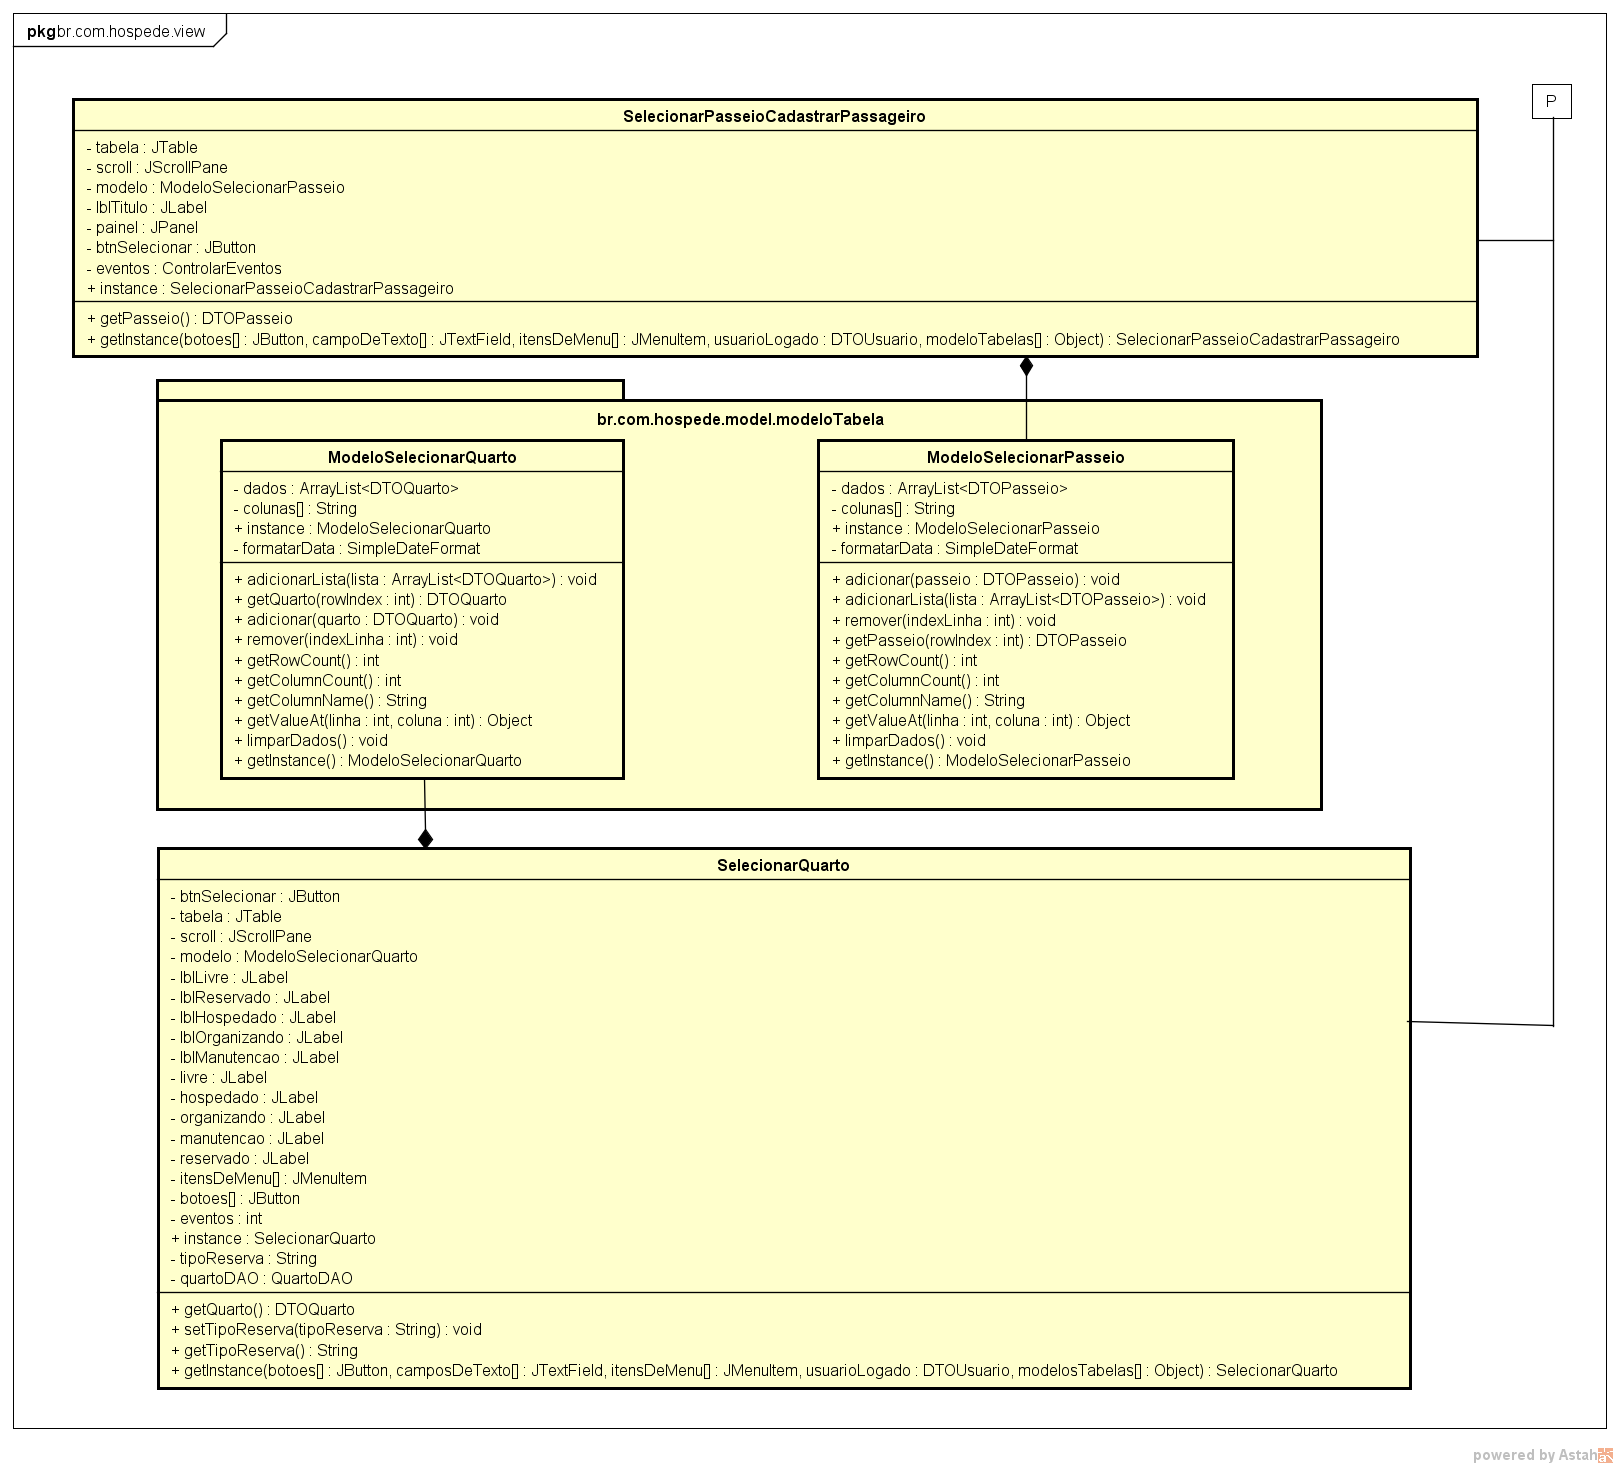 pkgbr.com.hospede.view
P
SelecionarPasseioCadastrarPassageiro
- tabela : JTable
- scroll : JScrollPane
- modelo : ModeloSelecionarPasseio
- lblTitulo : JLabel
- painel : JPanel
- btnSelecionar : JButton
- eventos : ControlarEventos
+ instance : SelecionarPasseioCadastrarPassageiro
+ getPasseio() : DTOPasseio
+ getInstance(botoes[] : JButton, campoDeTexto[] : JTextField, itensDeMenu[] : JMenuItem, usuarioLogado : DTOUsuario, modeloTabelas[] : Object) : SelecionarPasseioCadastrarPassageiro
br.com.hospede.model.modeloTabela
ModeloSelecionarQuarto
- dados : ArrayList<DTOQuarto>
- colunas[] : String
+ instance : ModeloSelecionarQuarto
- formatarData : SimpleDateFormat
+ adicionarLista(lista : ArrayList<DTOQuarto>) : void
+ getQuarto(rowIndex : int) : DTOQuarto
+ adicionar(quarto : DTOQuarto) : void
+ remover(indexLinha : int) : void
+ getRowCount() : int
+ getColumnCount() : int
+ getColumnName() : String
+ getValueAt(linha : int, coluna : int) : Object
+ limparDados() : void
+ getInstance() : ModeloSelecionarQuarto
ModeloSelecionarPasseio
- dados : ArrayList<DTOPasseio>
- colunas[] : String
+ instance : ModeloSelecionarPasseio
- formatarData : SimpleDateFormat
+ adicionar(passeio : DTOPasseio) : void
+ adicionarLista(lista : ArrayList<DTOPasseio>) : void
+ remover(indexLinha : int) : void
+ getPasseio(rowIndex : int) : DTOPasseio
+ getRowCount() : int
+ getColumnCount() : int
+ getColumnName() : String
+ getValueAt(linha : int, coluna : int) : Object
+ limparDados() : void
+ getInstance() : ModeloSelecionarPasseio
SelecionarQuarto
- btnSelecionar : JButton
- tabela : JTable
- scroll : JScrollPane
- modelo : ModeloSelecionarQuarto
- lblLivre : JLabel
- lblReservado : JLabel
- lblHospedado : JLabel
- lblOrganizando : JLabel
- lblManutencao : JLabel
- livre : JLabel
- hospedado : JLabel
- organizando : JLabel
- manutencao : JLabel
- reservado : JLabel
- itensDeMenu[] : JMenuItem
- botoes[] : JButton
- eventos : int
+ instance : SelecionarQuarto
- tipoReserva : String
- quartoDAO : QuartoDAO
+ getQuarto() : DTOQuarto
+ setTipoReserva(tipoReserva : String) : void
+ getTipoReserva() : String
+ getInstance(botoes[] : JButton, camposDeTexto[] : JTextField, itensDeMenu[] : JMenuItem, usuarioLogado : DTOUsuario, modelosTabelas[] : Object) : SelecionarQuarto
powered by Astah